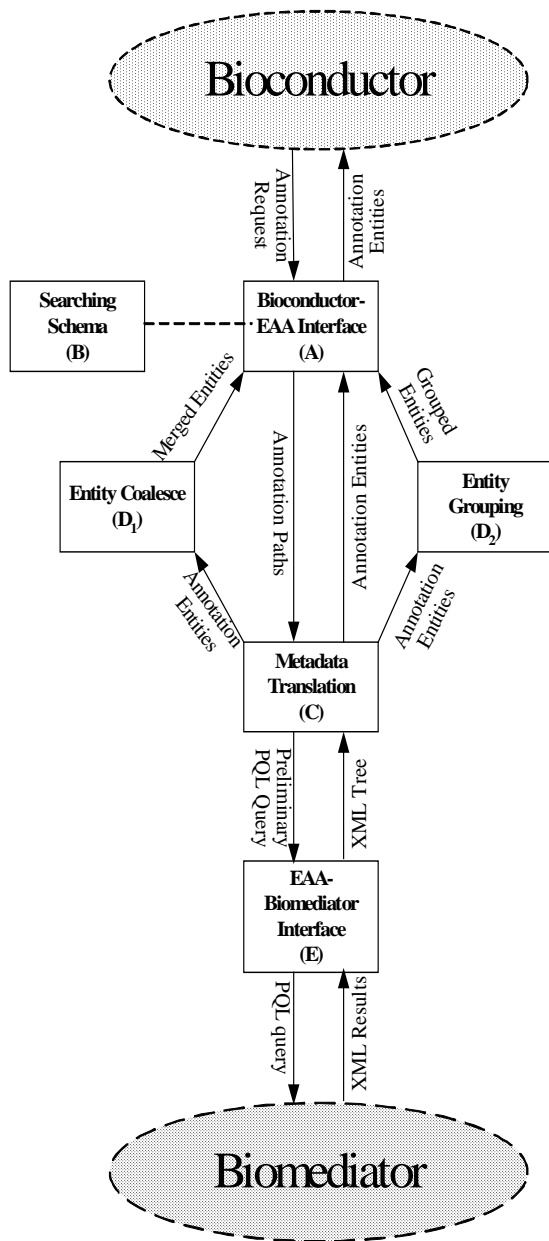 Bioconductor
Annotation
Request
Annotation
Entities
Searching
Schema
(B)
Bioconductor-
EAA Interface
(A)
Merged Entities
Grouped
Entities
Annotation Paths
Annotation Entities
Entity Coalesce
(D1)
Entity
Grouping
(D2)
Annotation
Entities
Annotation
Entities
Metadada
Translation
(C)
Preliminary
PQL Query
XML Tree
EAA-
Biomediator
Interface
(E)
PQL query
XML Results
Biomediator